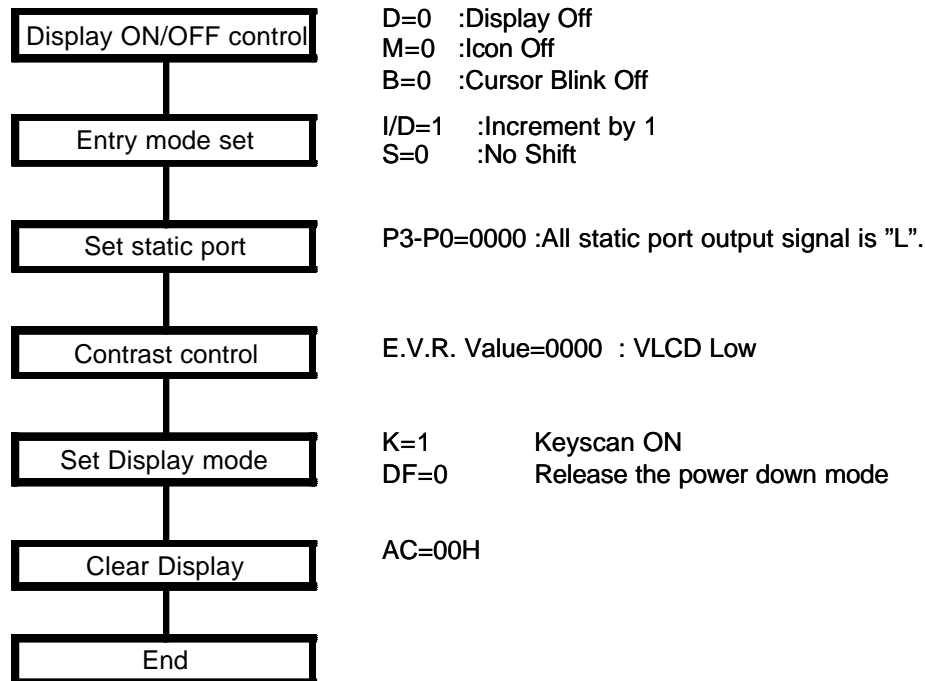 Display ON/OFF control
D=0 :Display Off
M=0 :Icon Off
B=0 :Cursor Blink Off
Entry mode set
I/D=1 :Increment by 1
S=0 :No Shift
Set static port
P3-P0=0000 :All static port output signal is ”L”.
Contrast control
E.V.R. Value=0000 : VLCD Low
Set Display mode
K=1 Keyscan ON
DF=0 Release the power down mode
Clear Display
AC=00H
End